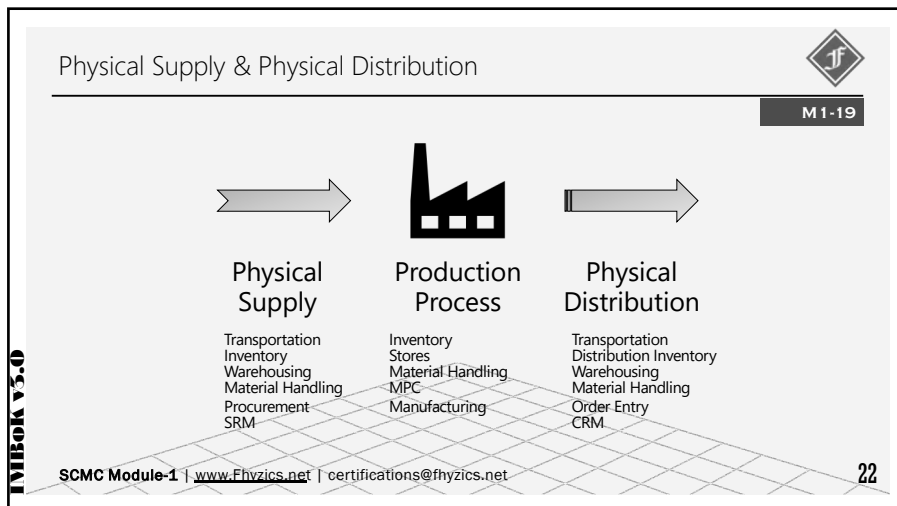 Physical Supply & Physical Distribution
M1-19
Physical
Supply
Production
Process
Physical
Distribution
Transportation
Inventory
Warehousing
Material Handling
Procurement
SRM
Inventory
Stores
Material Handling
MPC
Manufacturing
Transportation
Distribution Inventory
Warehousing
Material Handling
Order Entry
CRM
IMBoK v5.0
SCMC Module-1 | www.Fhyzics.net | certifications@fhyzics.net
22